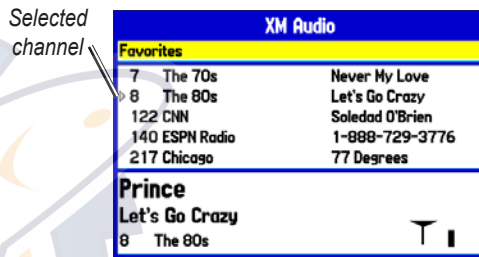 Selected
channel
XM Audio
Favorites
7 The 70s Never My Love
8 The 80s Let's Go Crazy
122 CNN Soledad O'Brien
140 ESPN Radio 1-888-729-3776
217 Chicago 77 Degrees
Prince
Let's Go Crazy
8 The 80s